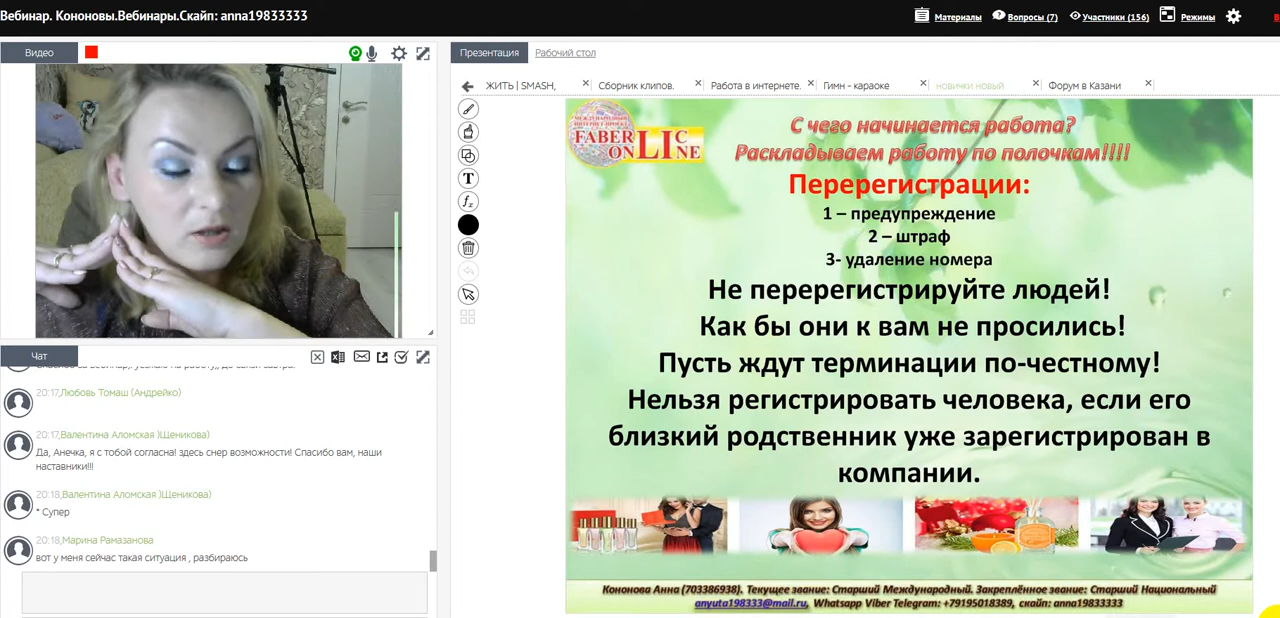 Вебинар. Кононовы.Вебинары.Скайп: anna19833333
Материалы
Вопросы (7)
Участники (156)
Режимы
Видео
Презентация
Рабочий стол
ЖИТЬ | SMASH,
Сборник клипов.
Работа в интернете.
Гимн - караоке
новички новый
Форум в Казани
МЕЖДУНАРОДНЫЙ
ИНТЕРНЕТ-ПРОЕКТ
FABERLIC
ONLINE
С чего начинается работа?
Раскладываем работу по полочкам!!!!
Перерегистрации:
1 – предупреждение
2 – штраф
3- удаление номера
Не перерегистрируйте людей!
Как бы они к вам не просились!
Пусть ждут терминации по-честному!
Нельзя регистрировать человека, если его
близкий родственник уже зарегистрирован в
компании.
Кононова Анна (703386938). Текущее звание: Старший Международный. Закреплённое звание: Старший Национальный
anyuta198333@mail.ru, Whatsapp Viber Telegram: +79195018389, скайп: anna19833333
Чат
20:17,Любовь Томаш (Андрейко)
20:17,Валентина Аломская )Щеникова)
Да, Анечка, я с тобой согласна! здесь снер возможности! Спасибо вам, наши
наставники!!!
20:18,Валентина Аломская )Щеникова)
* Супер
20:18,Марина Рамазанова
вот у меня сейчас такая ситуация , разбираюсь